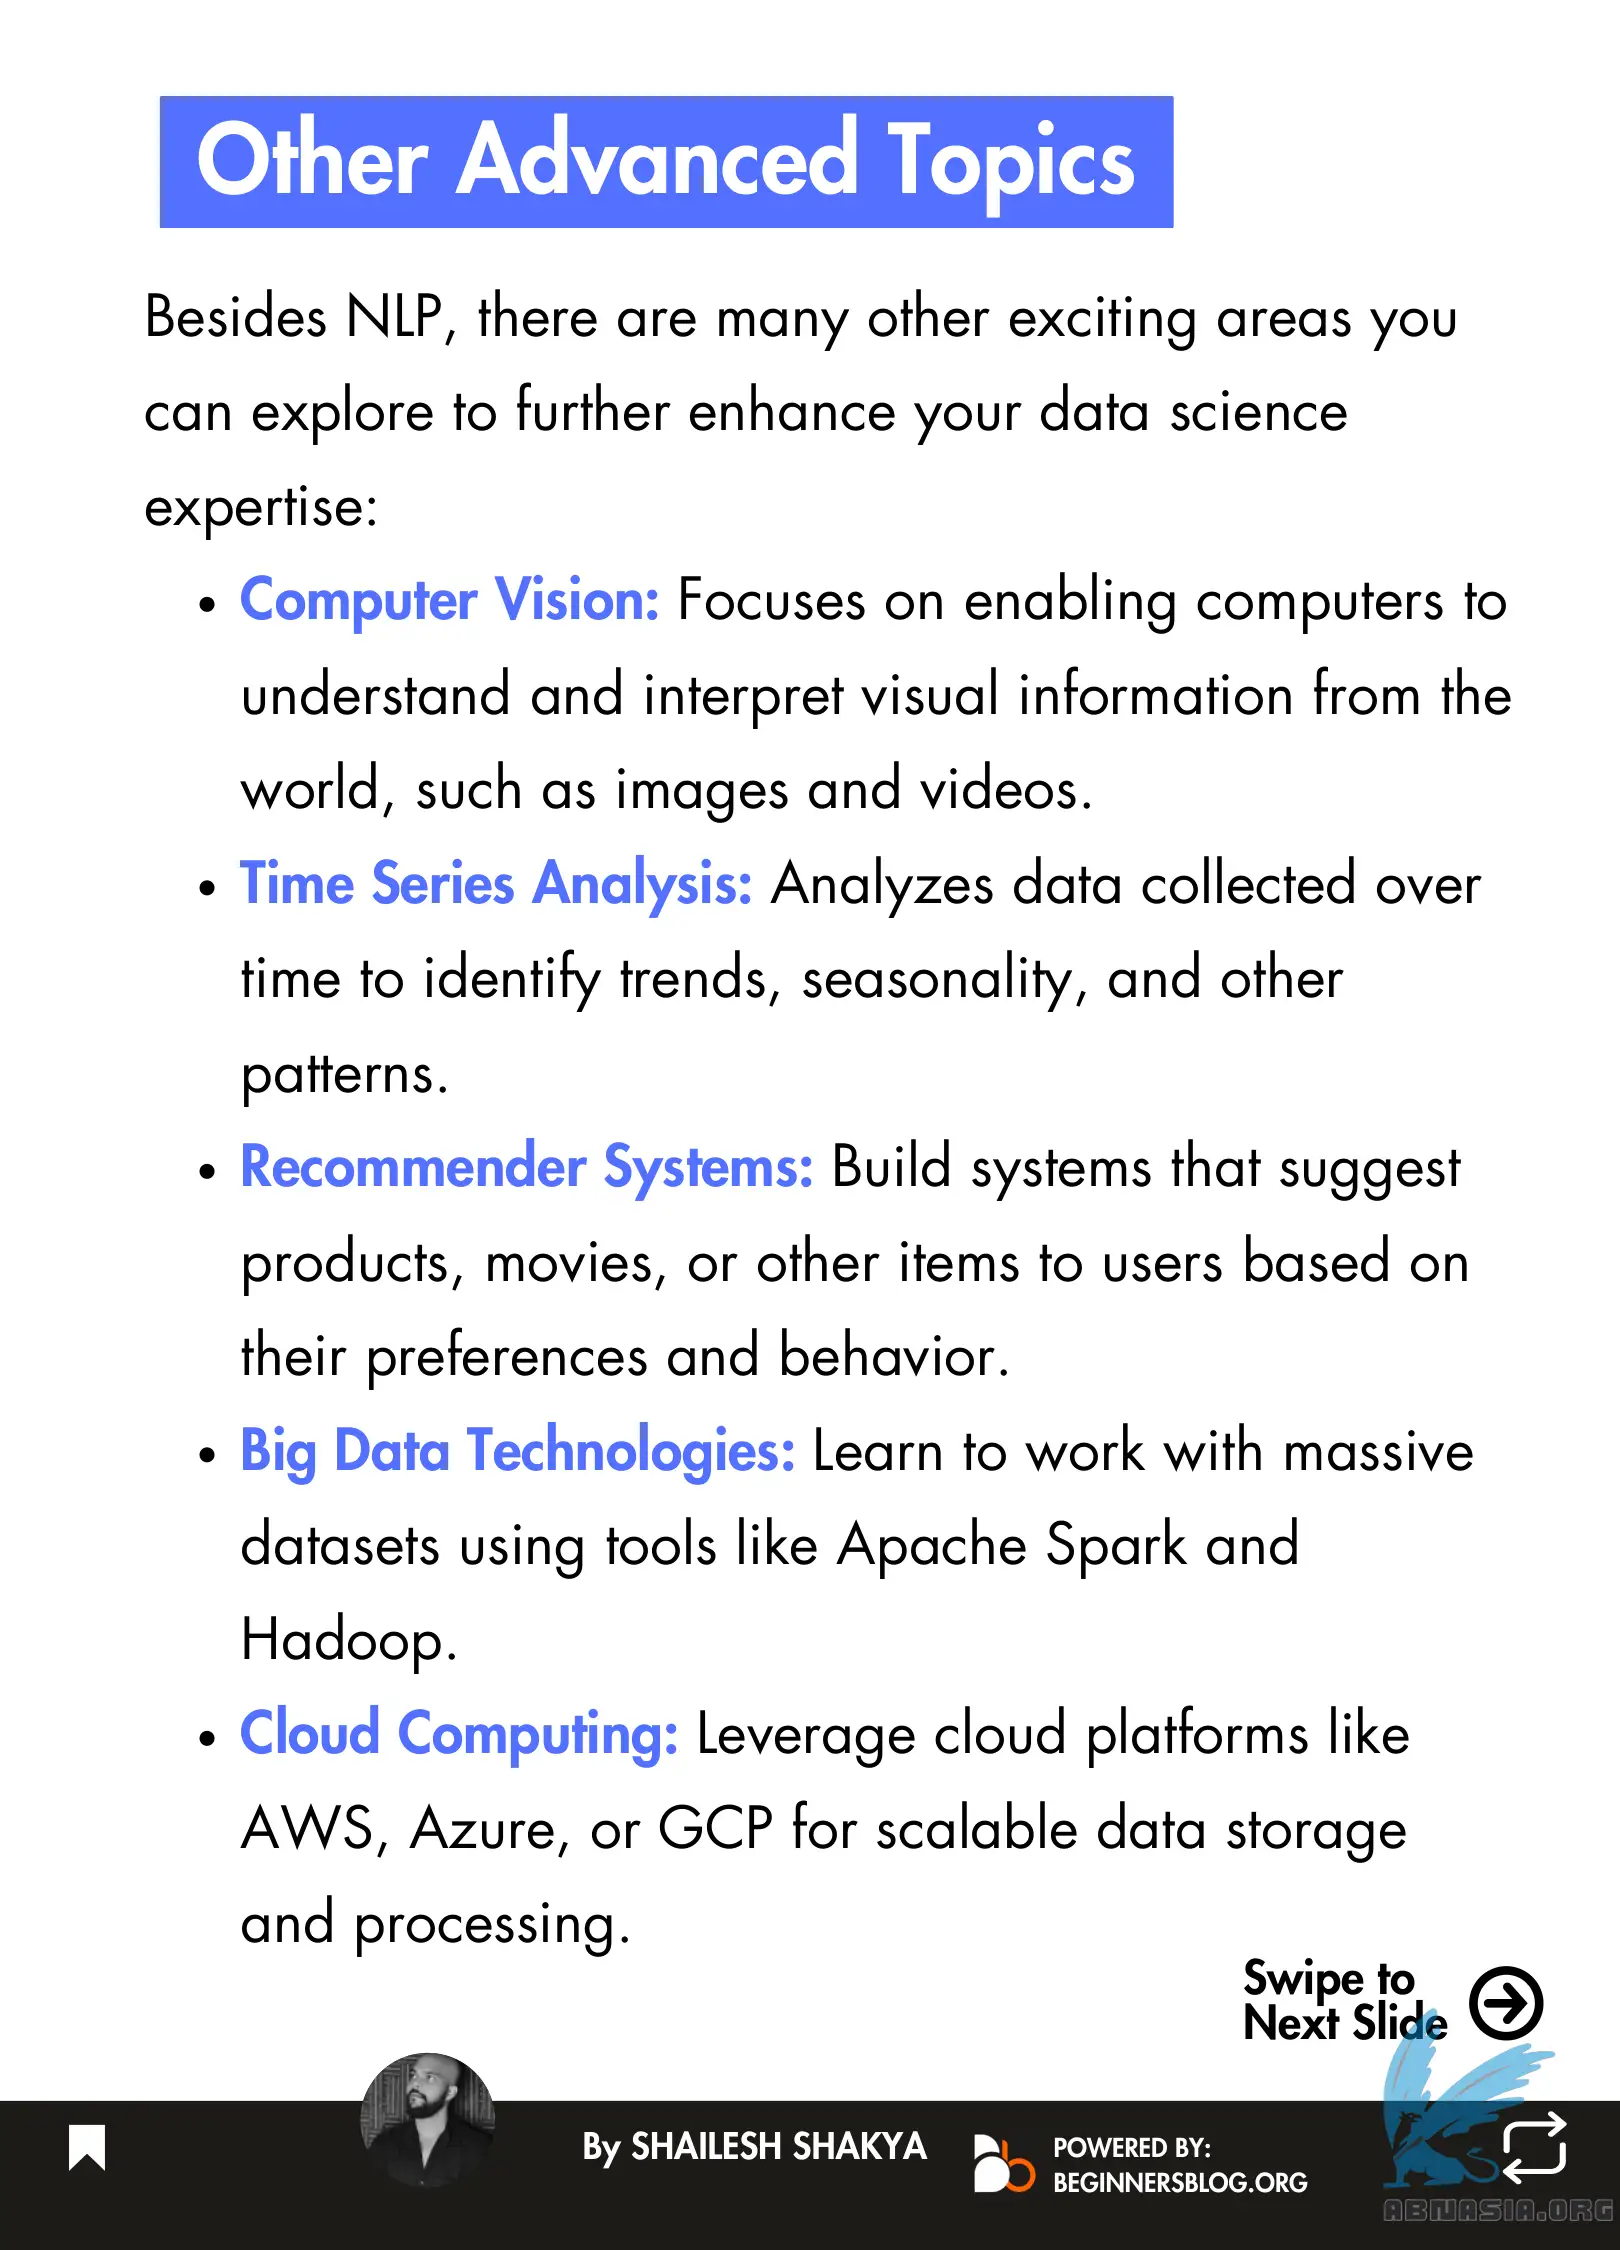 Other Advanced Topics
Besides NLP, there are many other exciting areas you
can explore to further enhance your data science
expertise:
• Computer Vision: Focuses on enabling computers to
understand and interpret visual information from the
world, such as images and videos.
• Time Series Analysis: Analyzes data collected over
time to identify trends, seasonality, and other
patterns.
• Recommender Systems: Build systems that suggest
products, movies, or other items to users based on
their preferences and behavior.
• Big Data Technologies: Learn to work with massive
datasets using tools like Apache Spark and
Hadoop.
• Cloud Computing: Leverage cloud platforms like
AWS, Azure, or GCP for scalable data storage
and processing.
Swipe to
Next Slide
By SHAILESH SHAKYA
POWERED BY:
BEGINNERSBLOG.ORG
ABNASIA.ORG